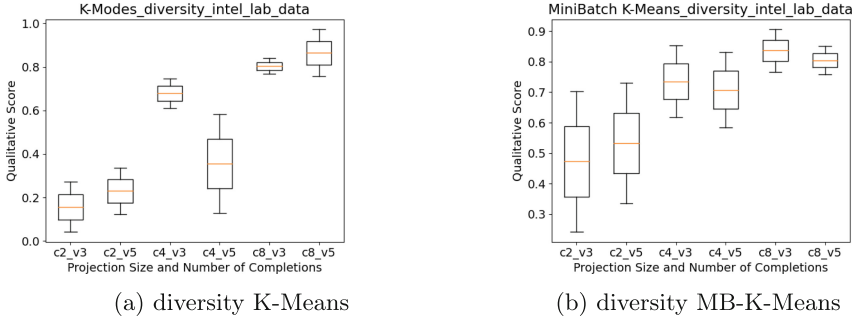 K-Modes_diversity_intel_lab_data
Qualitative Score
1.0
0.8
0.6
0.4
0.2
0.0
c2_v3 c2_v5 c4_v3 c4_v5 c8_v3 c8_v5
Projection Size and Number of Completions
(a) diversity K-Means
MiniBatch K-Means_diversity_intel_lab_data
Qualitative Score
0.9
0.8
0.7
0.6
0.5
0.4
0.3
c2_v3 c2_v5 c4_v3 c4_v5 c8_v3 c8_v5
Projection Size and Number of Completions
(b) diversity MB-K-Means